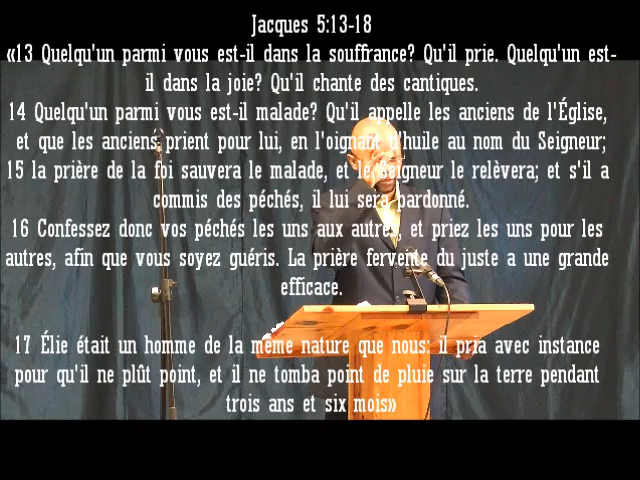 Jacques 5:13-18
«13 Quelqu'un parmi vous est-il dans la souffrance? Qu'il prie. Quelqu'un est-
il dans la joie? Qu'il chante des cantiques.
14 Quelqu'un parmi vous est-il malade? Qu'il appelle les anciens de l'Église,
et que les anciens prient pour lui, en l'oignant d'huile au nom du Seigneur;
15 la prière de la foi sauvera le malade, et le Seigneur le relèvera; et s'il a
commis des péchés, il lui sera pardonné.
16 Confessez donc vos péchés les uns aux autres, et priez les uns pour les
autres, afin que vous soyez guéris. La prière fervente du juste a une grande
efficace.
17 Élie était un homme de la même nature que nous: il pria avec instance
pour qu'il ne plût point, et il ne tomba point de pluie sur la terre pendant
trois ans et six mois»